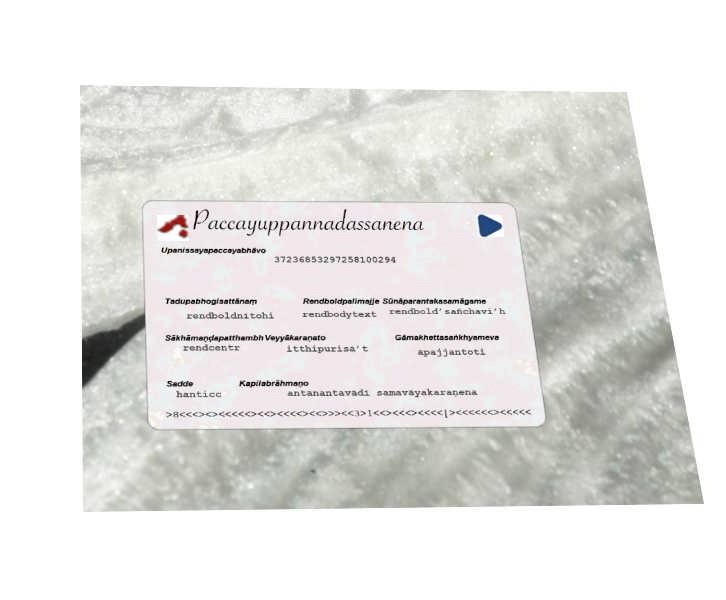 Paccayuppannadassanena
Upanissayapaccayabhāvo
37236853297258100294
Tadupabhogisattānaṃ Rendboldpalimajje Sūnāparantakasamāgame
rendboldnitohi rendbodytext rendbold'sañchavi'h
Sākhāmaṇḍapatthambh Veyyākaraṇato Gāmakhettasaṅkhyameva
rendcentr itthipurisā't apajjantoti
Sadde Kapilabrāhmaṇo
hanticc antanantavādi samavāyakaraṇena
>8<<<><><<<<<><><><<<<><>>><<3>1<<><<<><<<<[><<<<<<><<<<<